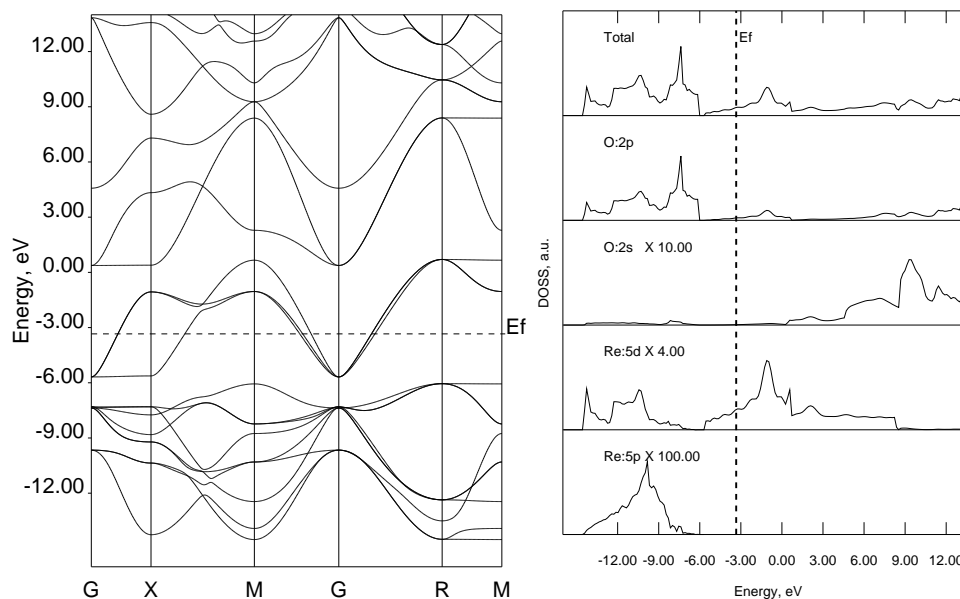 12.00
9.00
6.00
3.00
0.00
-3.00
-6.00
-9.00
-12.00
Energy, eV
Ef
G X M G R M
Total
Ef
O:2p
O:2s X 10.00
Re:5d X 4.00
Re:5p X 100.00
DOSS, a.u.
-12.00 -9.00 -6.00 -3.00 0.00 3.00 6.00 9.00 12.00
Energy, eV